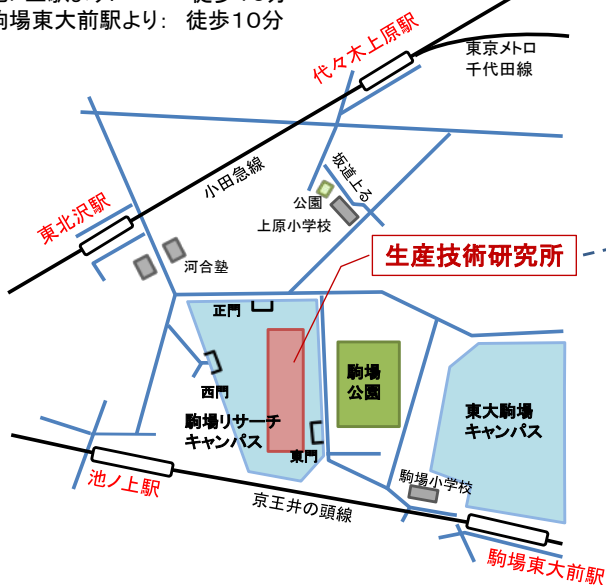 駒場東大前駅より: 徒歩10分
代々木上原駅
東京メトロ
千代田線
小田急線
坂道上る
公園
上原小学校
東北沢駅
河合塾
生産技術研究所
正門
西門
駒場リサーチ
キャンパス
東門
駒場
公園
東大駒場
キャンパス
駒場小学校
池ノ上駅
京王井の頭線
駒場東大前駅